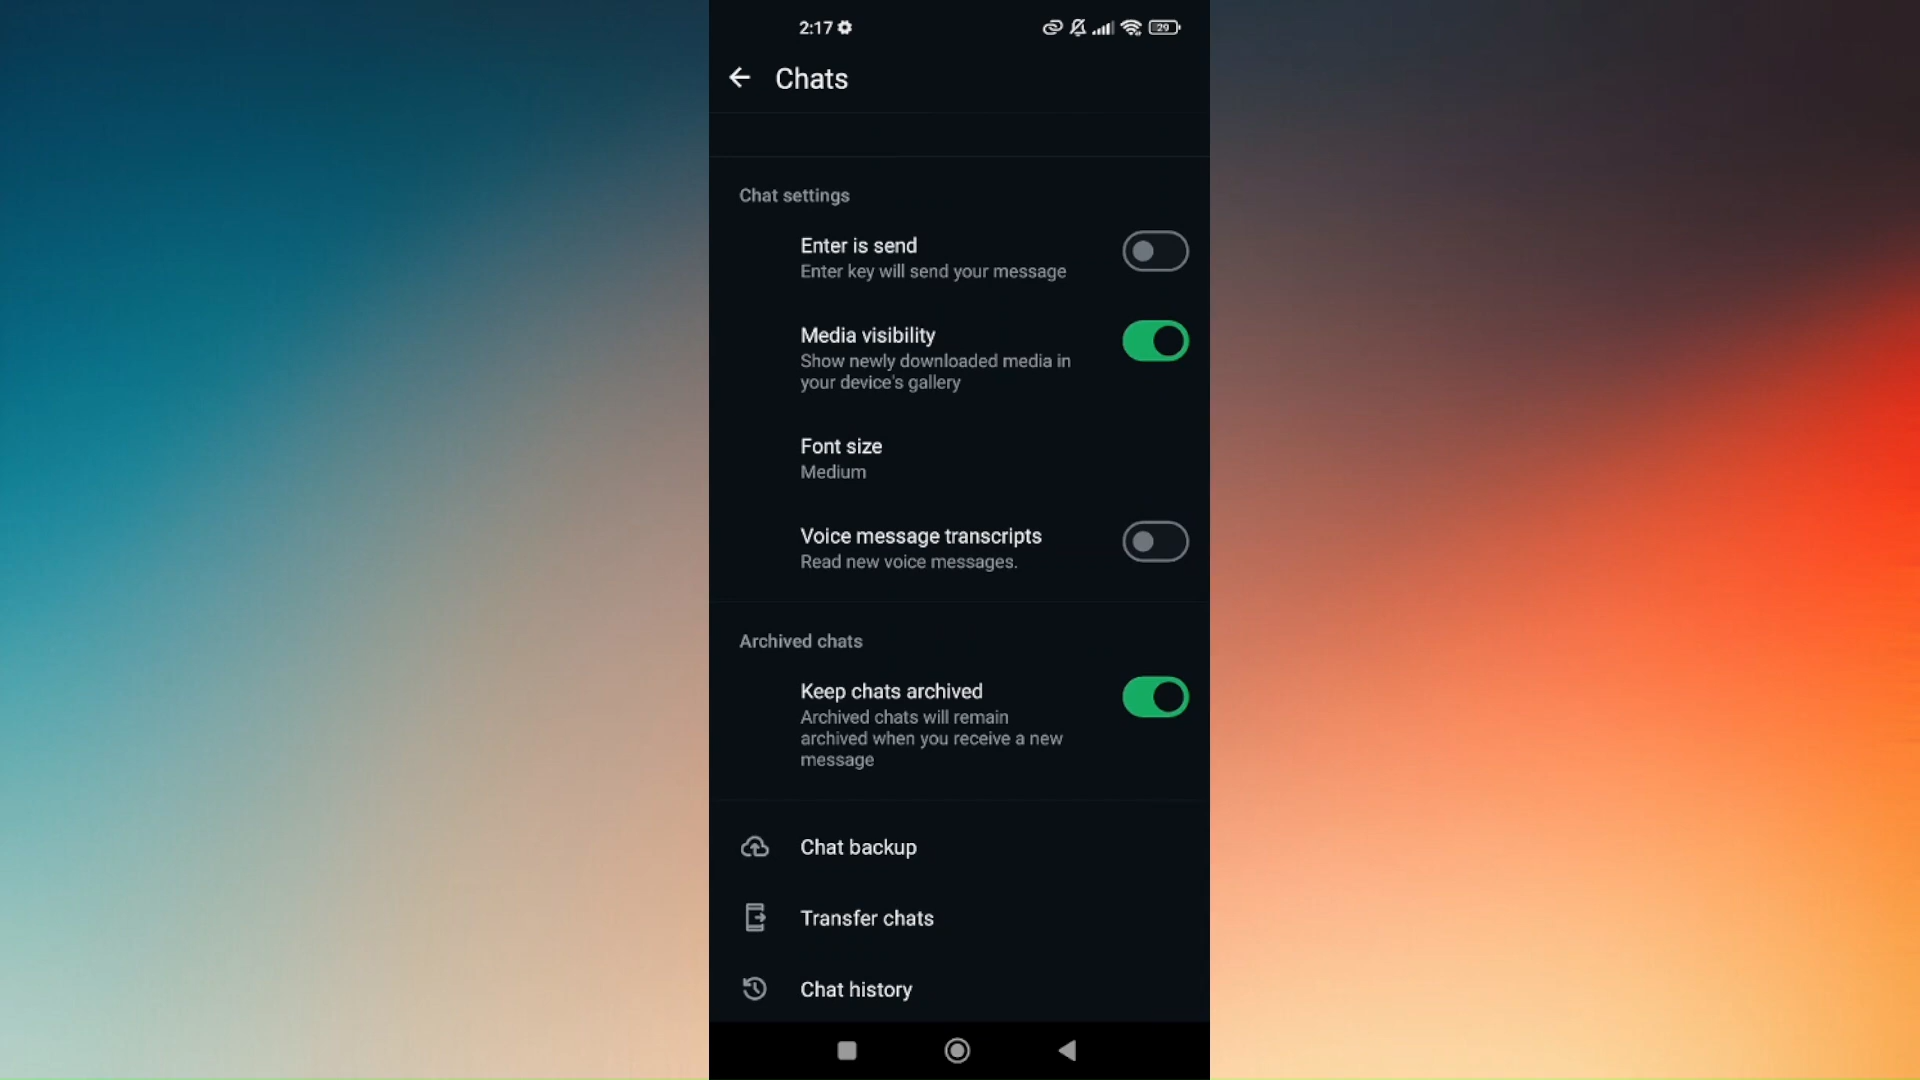 2:17
29
Chats
Chat settings
Enter is send
Enter key will send your message
Media visibility
Show newly downloaded media in
your device's gallery
Font size
Medium
Voice message transcripts
Read new voice messages.
Archived chats
Keep chats archived
Archived chats will remain
archived when you receive a new
message
Chat backup
Transfer chats
Chat history